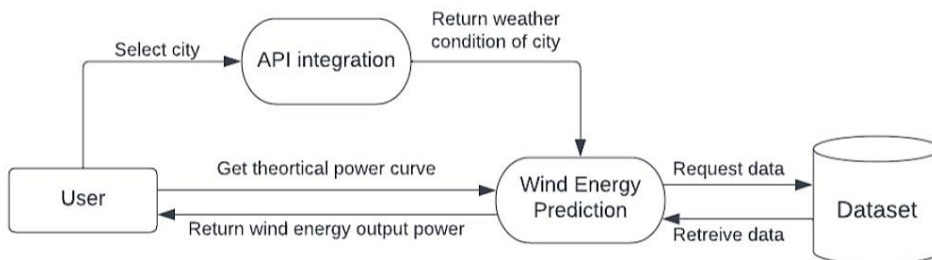 Return weather
condition of city
Select city
API integration
Get theortical power curve
Request data
User
Wind Energy
Prediction
Dataset
Return wind energy output power
Retreive data